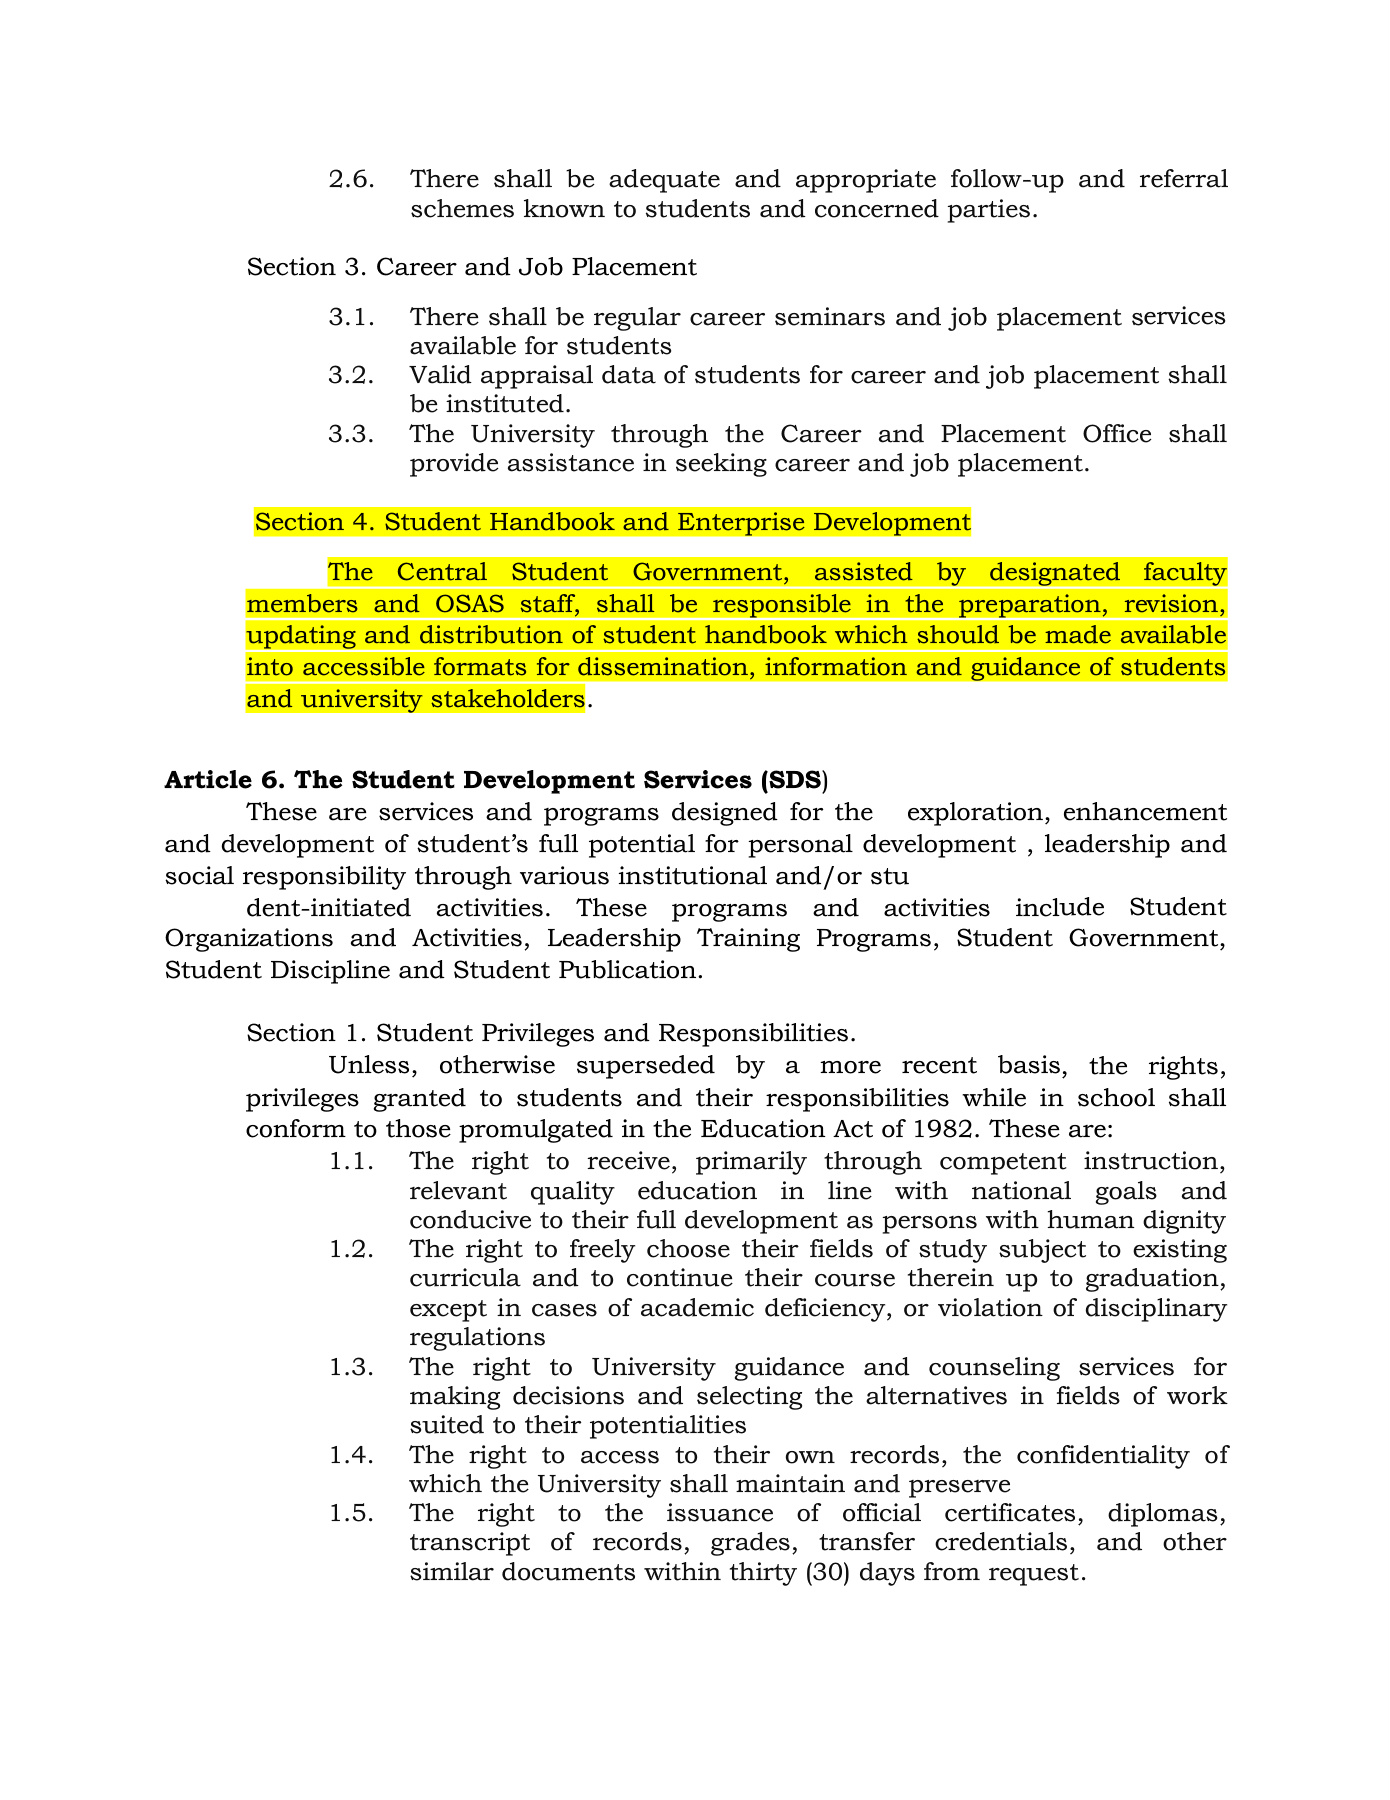 2.6. There shall be adequate and appropriate follow-up and referral
schemes known to students and concerned parties.
Section 3. Career and Job Placement
3.1. There shall be regular career seminars and job placement services
available for students
3.2. Valid appraisal data of students for career and job placement shall
be instituted.
3.3. The University through the Career and Placement Office shall
provide assistance in seeking career and job placement.
Section 4. Student Handbook and Enterprise Development
The Central Student Government, assisted by designated faculty
members and OSAS staff, shall be responsible in the preparation, revision,
updating and distribution of student handbook which should be made available
into accessible formats for dissemination, information and guidance of students
and university stakeholders.
Article 6. The Student Development Services (SDS)
These are services and programs designed for the exploration, enhancement
and development of student’s full potential for personal development , leadership and
social responsibility through various institutional and/or stu
dent-initiated activities. These programs and activities include Student
Organizations and Activities, Leadership Training Programs, Student Government,
Student Discipline and Student Publication.
Section 1. Student Privileges and Responsibilities.
Unless, otherwise superseded by a more recent basis, the rights,
privileges granted to students and their responsibilities while in school shall
conform to those promulgated in the Education Act of 1982. These are:
1.1. The right to receive, primarily through competent instruction,
relevant quality education in line with national goals and
conducive to their full development as persons with human dignity
1.2. The right to freely choose their fields of study subject to existing
curricula and to continue their course therein up to graduation,
except in cases of academic deficiency, or violation of disciplinary
regulations
1.3. The right to University guidance and counseling services for
making decisions and selecting the alternatives in fields of work
suited to their potentialities
1.4. The right to access to their own records, the confidentiality of
which the University shall maintain and preserve
1.5. The right to the issuance of official certificates, diplomas,
transcript of records, grades, transfer credentials, and other
similar documents within thirty (30) days from request.